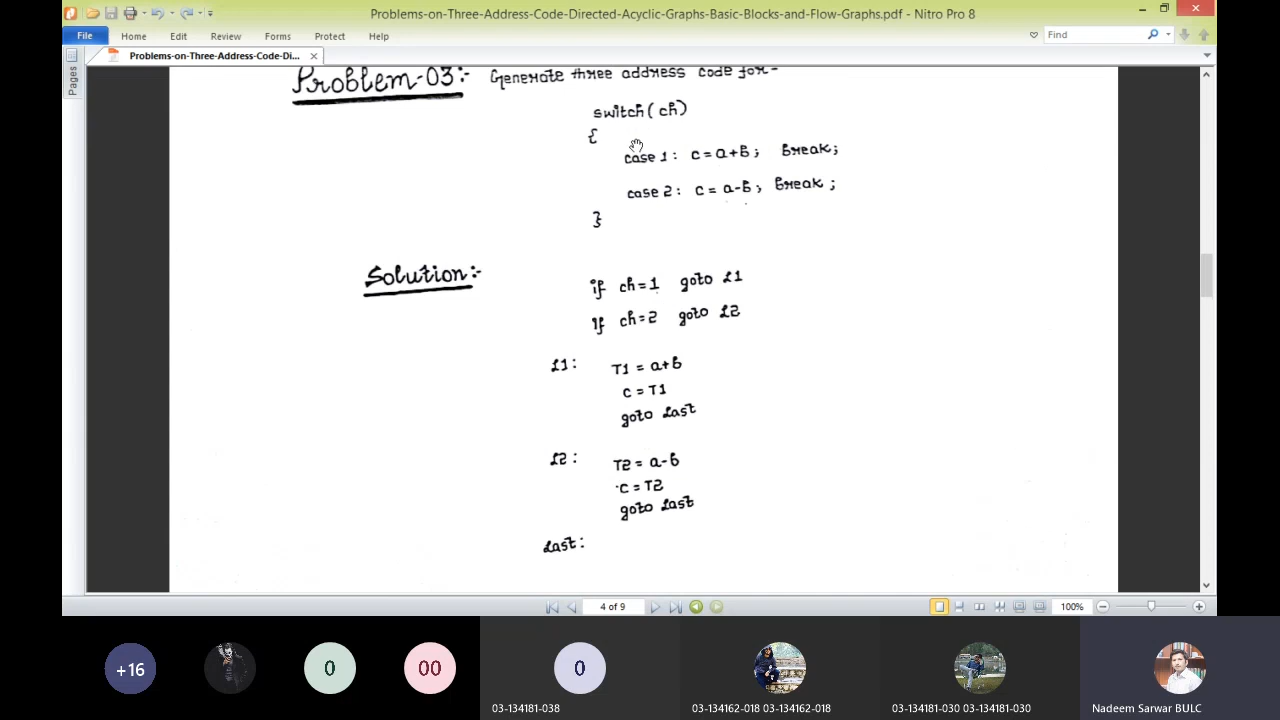 Problems-on-Three-Address-Code-Directed-Acyclic-Graphs-Basic-Blocks-and-Flow-Graphs.pdf - Nitro Pro 8
File Home Edit Review Forms Protect Help Find
Problems-on-Three-Address-Code-Di...
Pages
Problem-03:- Generate three address code for-
switch(ch)
{
case 1: c=a+b; break;
case 2: c=a-b; break;
}
Solution:-
if ch=1 goto L1
if ch=2 goto L2
L1: T1 = a+b
c = T1
goto Last
L2: T2 = a-b
c = T2
goto Last
Last:
4 of 9 100%
+16 0 00 0
03-134181-038 03-134162-018 03-134162-018 03-134181-030 03-134181-030 Nadeem Sarwar BULC